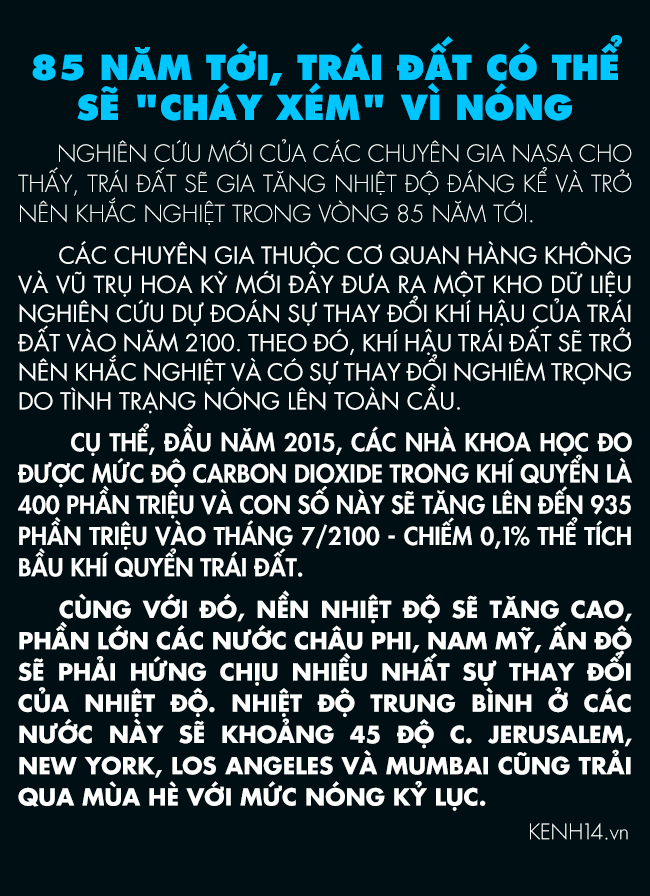 85 NĂM TỚI, TRÁI ĐẤT CÓ THỂ
SẼ "CHÁY XÉM" VÌ NÓNG
NGHIÊN CỨU MỚI CỦA CÁC CHUYÊN GIA NASA CHO
THẤY, TRÁI ĐẤT SẼ GIA TĂNG NHIỆT ĐỘ ĐÁNG KỂ VÀ TRỞ
NÊN KHẮC NGHIỆT TRONG VÒNG 85 NĂM TỚI.
CÁC CHUYÊN GIA THUỘC CƠ QUAN HÀNG KHÔNG
VÀ VŨ TRỤ HOA KỲ MỚI ĐÂY ĐƯA RA MỘT KHO DỮ LIỆU
NGHIÊN CỨU DỰ ĐOÁN SỰ THAY ĐỔI KHÍ HẬU CỦA TRÁI
ĐẤT VÀO NĂM 2100. THEO ĐÓ, KHÍ HẬU TRÁI ĐẤT SẼ TRỞ
NÊN KHẮC NGHIỆT VÀ CÓ SỰ THAY ĐỔI NGHIÊM TRỌNG
DO TÌNH TRẠNG NÓNG LÊN TOÀN CẦU.
CỤ THỂ, ĐẦU NĂM 2015, CÁC NHÀ KHOA HỌC ĐO
ĐƯỢC MỨC ĐỘ CARBON DIOXIDE TRONG KHÍ QUYỂN LÀ
400 PHẦN TRIỆU VÀ CON SỐ NÀY SẼ TĂNG LÊN ĐẾN 935
PHẦN TRIỆU VÀO THÁNG 7/2100 - CHIẾM 0,1% THỂ TÍCH
BẦU KHÍ QUYỂN TRÁI ĐẤT.
CÙNG VỚI ĐÓ, NỀN NHIỆT ĐỘ SẼ TĂNG CAO,
PHẦN LỚN CÁC NƯỚC CHÂU PHI, NAM MỸ, ẤN ĐỘ
SẼ PHẢI HỨNG CHỊU NHIỀU NHẤT SỰ THAY ĐỔI
CỦA NHIỆT ĐỘ. NHIỆT ĐỘ TRUNG BÌNH Ở CÁC
NƯỚC NÀY SẼ KHOẢNG 45 ĐỘ C. JERUSALEM,
NEW YORK, LOS ANGELES VÀ MUMBAI CŨNG TRẢI
QUA MÙA HÈ VỚI MỨC NÓNG KỶ LỤC.
KENH14.vn